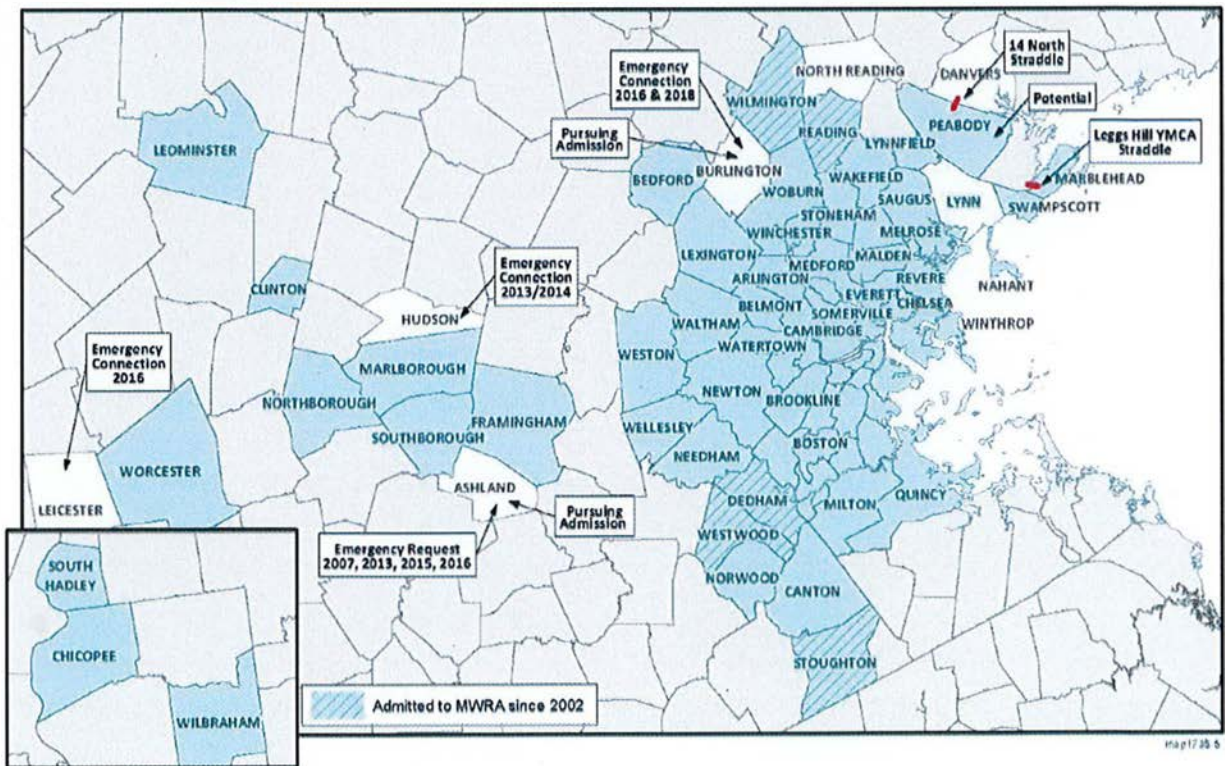 14 North
Straddle
Emergency
Connection
2016 & 2018
NORTH READING
DANVERS
Potential
WILMINGTON
Pursuing
Admission
PEABODY
READING
LYNNFIELD
Leggs Hill YMCA
Straddle
LEOMINSTER
BURLINGTON
BEDFORD
WAKEFIELD
MARBLEHEAD
WOBURN
SAUGUS
LYNN
STONEHAM
SWAMPSCOTT
WINCHESTER
MELROSE
LEXINGTON
MEDFORD
MALDEN
Emergency
Connection
2013/2014
ARLINGTON
REVERE
NAHANT
CLINTON
EVERETT
BELMONT
CHELSEA
SOMERVILLE
HUDSON
WALTHAM
CAMBRIDGE
WINTHROP
Emergency
Connection
2016
WATERTOWN
WESTON
MARLBOROUGH
NEWTON
NORTHBOROUGH
BROOKLINE
FRAMINGHAM
SOUTHBOROUGH
WELLESLEY
BOSTON
WORCESTER
NEEDHAM
ASHLAND
QUINCY
DEDHAM
MILTON
LEICESTER
Pursuing
Admission
WESTWOOD
Emergency Request
2007, 2013, 2015, 2016
SOUTH
HADLEY
NORWOOD
CANTON
CHICOPEE
STOUGHTON
Admitted to MWRA since 2002
WILBRAHAM